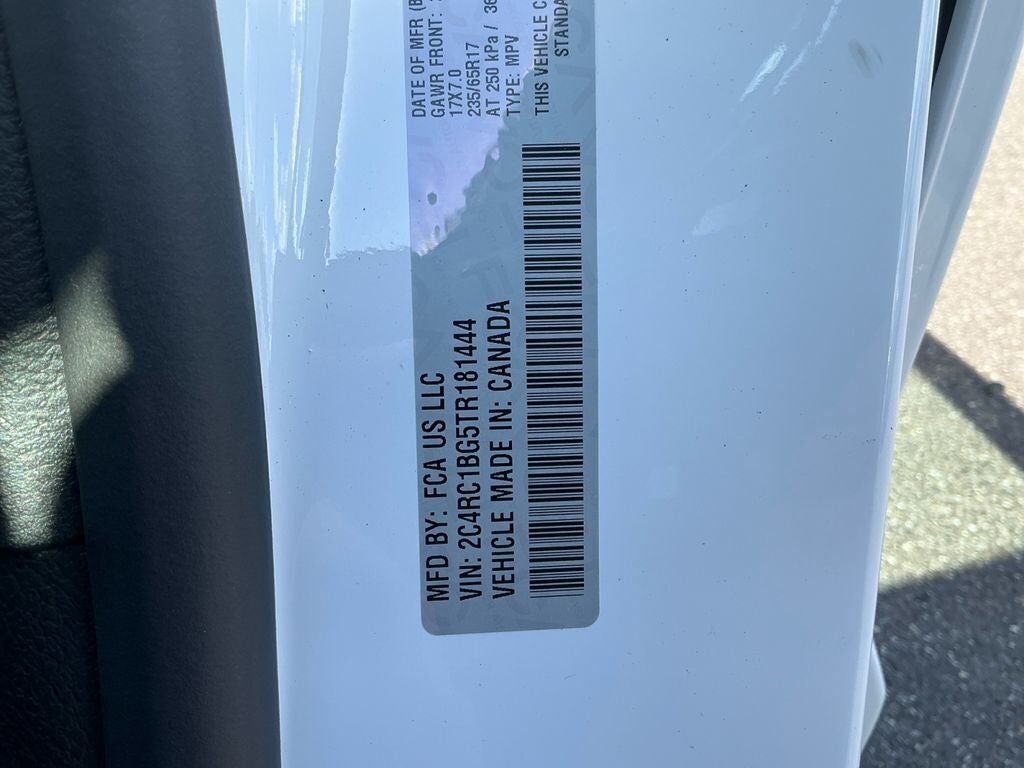 MFD BY: FCA US LLC
VIN: 2C4RC1BG5TR181444
VEHICLE MADE IN: CANADA
DATE OF MFR (B
GAWR FRONT:
17X7.0
235/65R17
AT 250 kPa / 36
TYPE: MPV
THIS VEHICLE C
STANDA